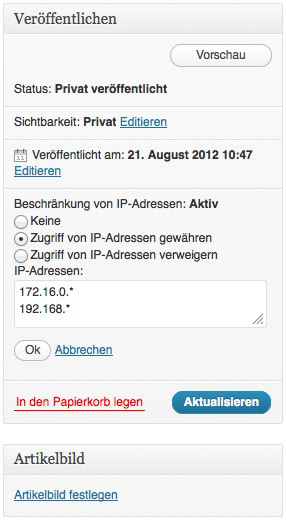 Veröffentlichen
Vorschau
Status: Privat veröffentlicht
Sichtbarkeit: Privat Editieren
Veröffentlicht am: 21. August 2012 10:47
Editieren
Beschränkung von IP-Adressen: Aktiv
Keine
Zugriff von IP-Adressen gewähren
Zugriff von IP-Adressen verweigern
IP-Adressen:
172.16.0.*
192.168.*
Ok Abbrechen
In den Papierkorb legen Aktualisieren
Artikelbild
Artikelbild festlegen